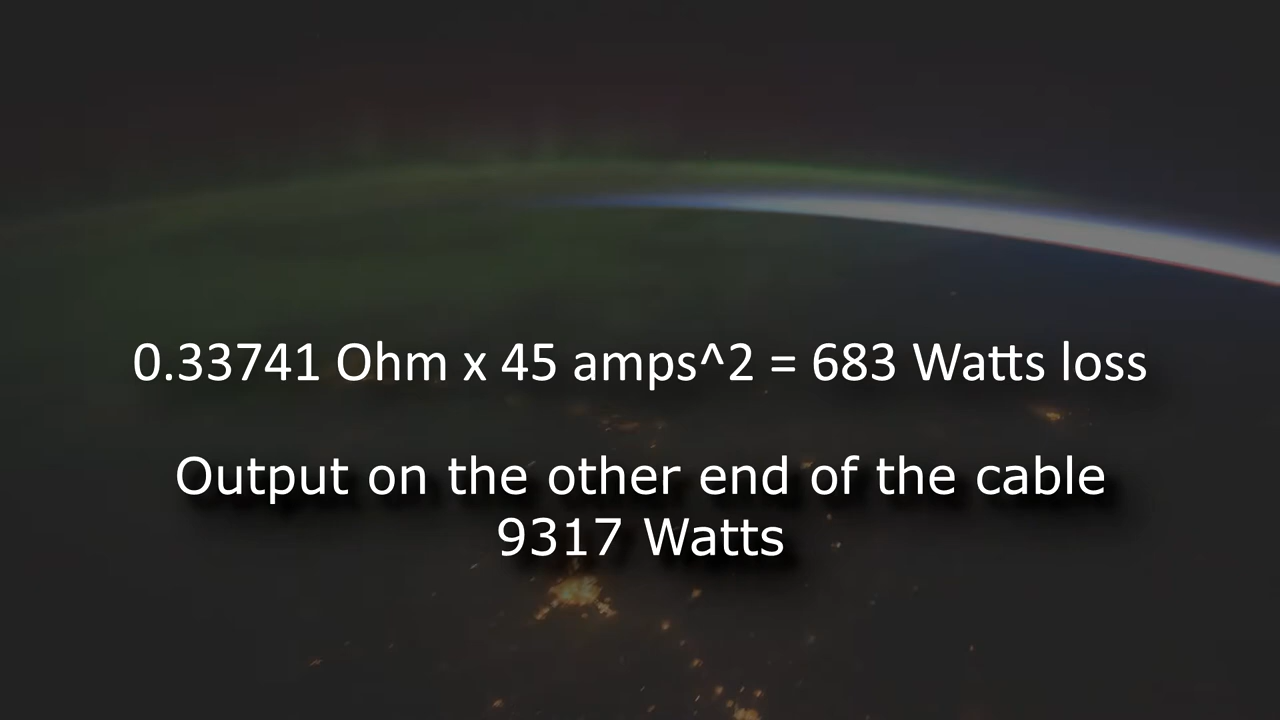 0.33741 Ohm x 45 amps^2 = 683 Watts loss
Output on the other end of the cable
9317 Watts